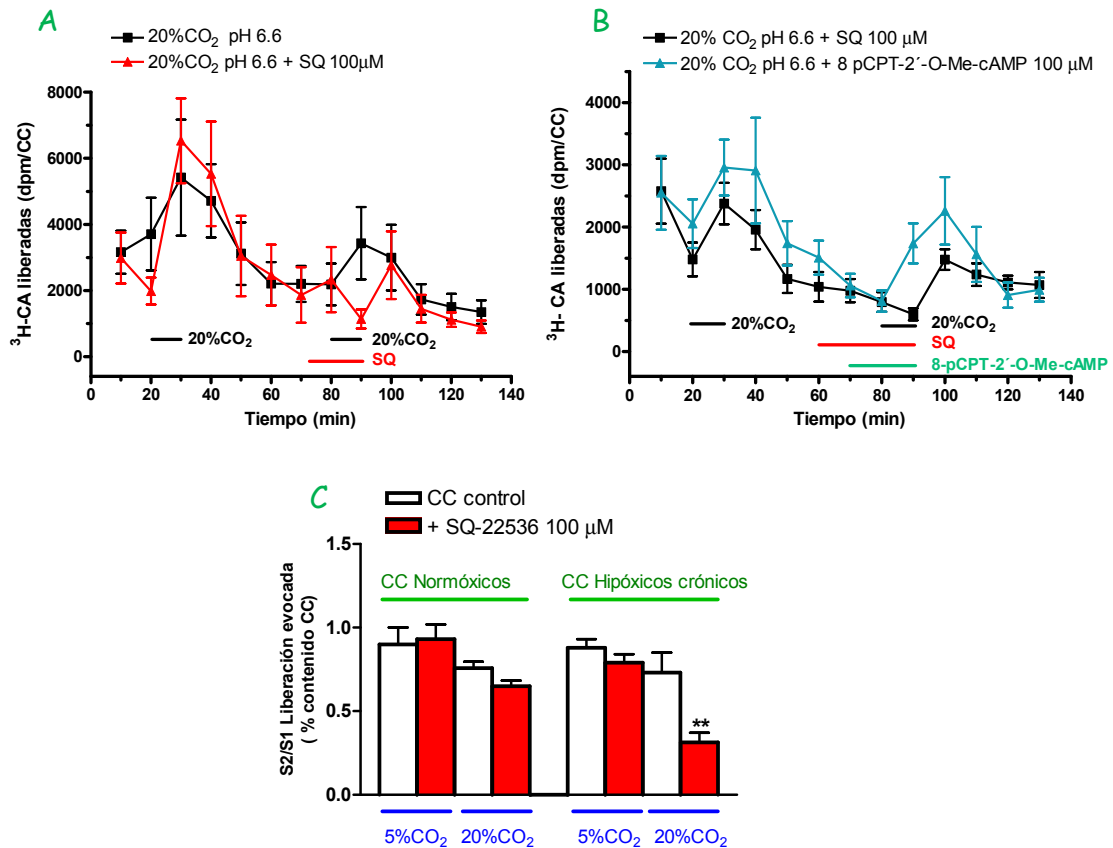 A
20%CO₂ pH 6.6
20%CO₂ pH 6.6 + SQ 100μM
³H-CA liberadas (dpm/CC)
8000
6000
4000
2000
0
20%CO₂
20%CO₂
SQ
0 20 40 60 80 100 120 140
Tiempo (min)
B
20% CO₂ pH 6.6 + SQ 100 μM
20% CO₂ pH 6.6 + 8 pCPT-2´-O-Me-cAMP 100 μM
³H- CA liberadas (dpm/CC)
4000
3000
2000
1000
0
20%CO₂
20%CO₂
SQ
8-pCPT-2´-O-Me-cAMP
0 20 40 60 80 100 120 140
Tiempo (min)
C
CC control
+ SQ-22536 100 μM
S2/S1 Liberación evocada
( % contenido CC)
1.5
1.0
0.5
0.0
CC Normóxicos
CC Hipóxicos crónicos
**
5%CO₂ 20%CO₂ 5%CO₂ 20%CO₂